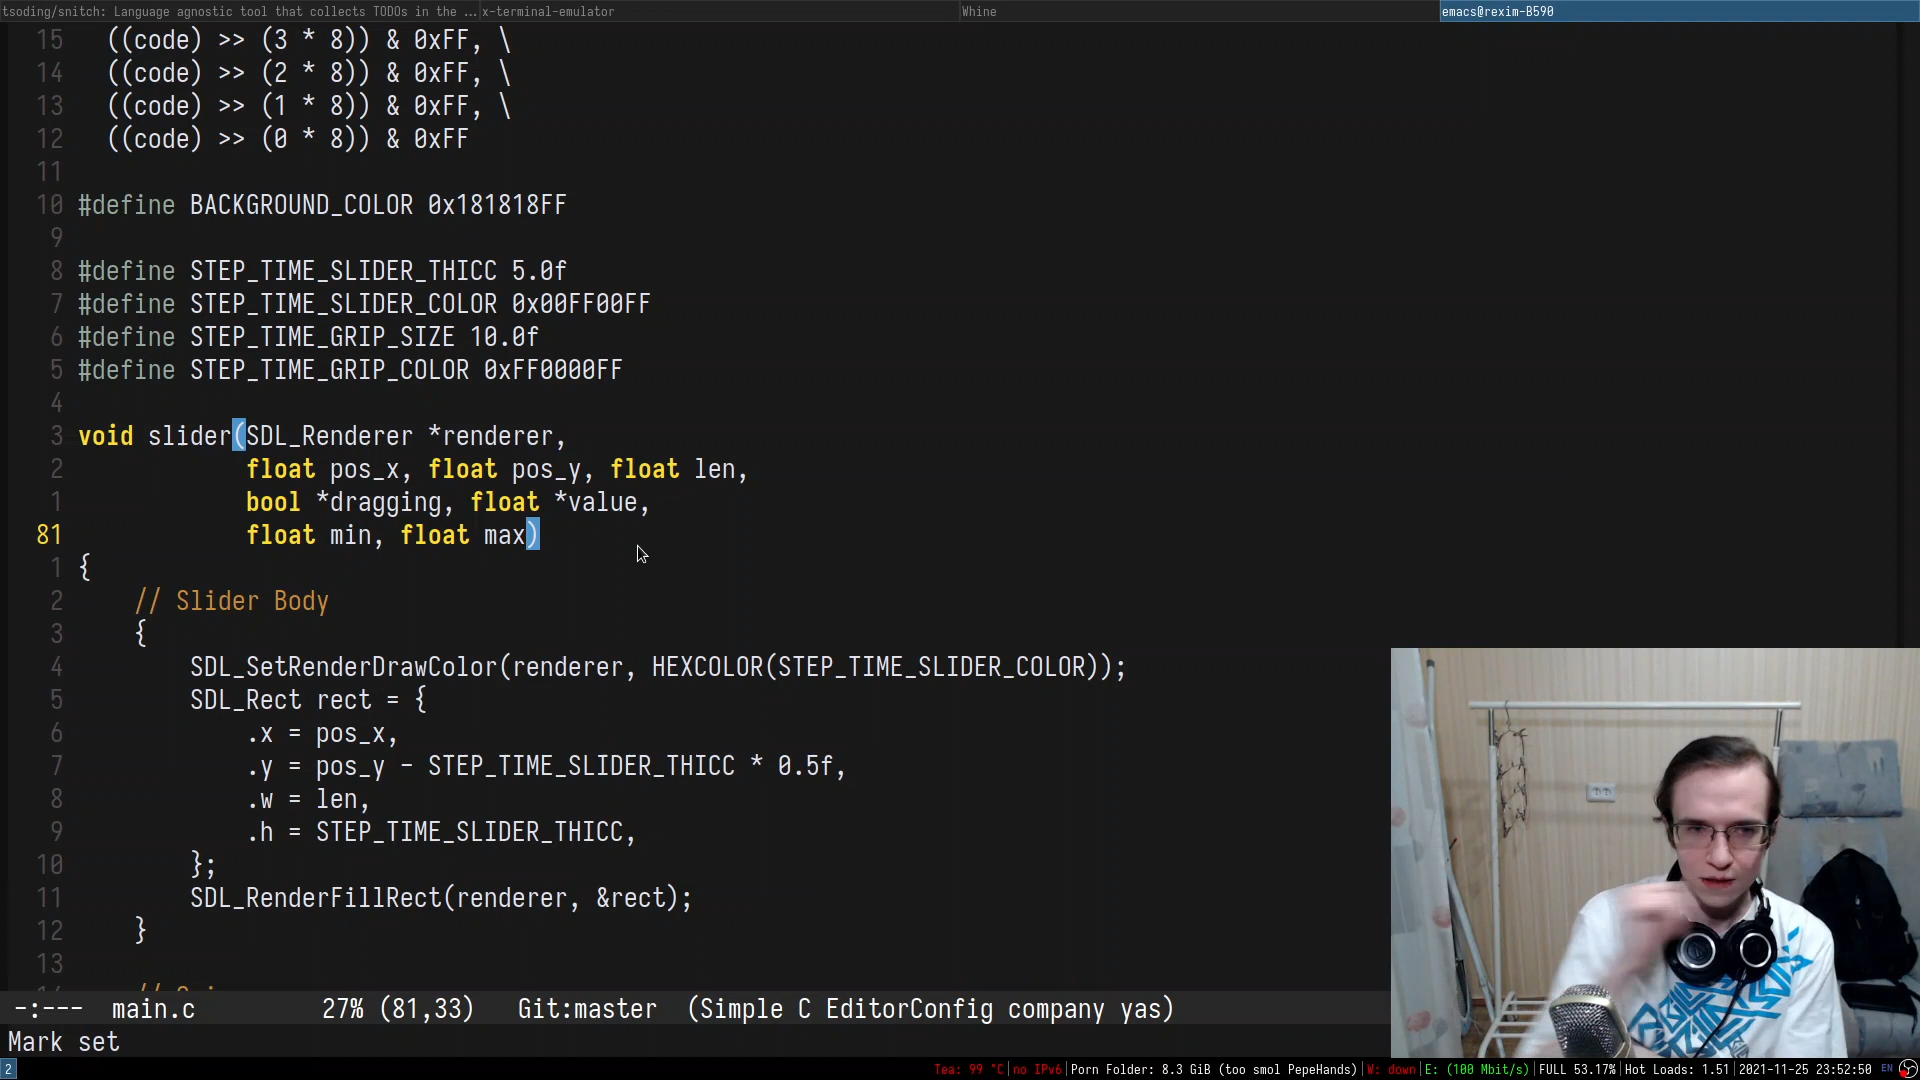 tsoding/snitch: Language agnostic tool that collects TODOs in the ... x-terminal-emulator Whine emacs@rexim-B590
15 ((code) >> (3 * 8)) & 0xFF, \
14 ((code) >> (2 * 8)) & 0xFF, \
13 ((code) >> (1 * 8)) & 0xFF, \
12 ((code) >> (0 * 8)) & 0xFF
11
10 #define BACKGROUND_COLOR 0x181818FF
9
8 #define STEP_TIME_SLIDER_THICC 5.0f
7 #define STEP_TIME_SLIDER_COLOR 0x00FF00FF
6 #define STEP_TIME_GRIP_SIZE 10.0f
5 #define STEP_TIME_GRIP_COLOR 0xFF0000FF
4
3 void slider(SDL_Renderer *renderer,
2 float pos_x, float pos_y, float len,
1 bool *dragging, float *value,
81 float min, float max)
1 {
2 // Slider Body
3 {
4 SDL_SetRenderDrawColor(renderer, HEXCOLOR(STEP_TIME_SLIDER_COLOR));
5 SDL_Rect rect = {
6 .x = pos_x,
7 .y = pos_y - STEP_TIME_SLIDER_THICC * 0.5f,
8 .w = len,
9 .h = STEP_TIME_SLIDER_THICC,
10 };
11 SDL_RenderFillRect(renderer, &rect);
12 }
13
-:--- main.c 27% (81,33) Git:master (Simple C EditorConfig company yas)
Mark set
2 Tea: 99 °C|no IPv6|Porn Folder: 8.3 GiB (too smol PepeHands)|W: down|E: (100 Mbit/s)|FULL 53.17%|Hot Loads: 1.51|2021-11-25 23:52:50 EN